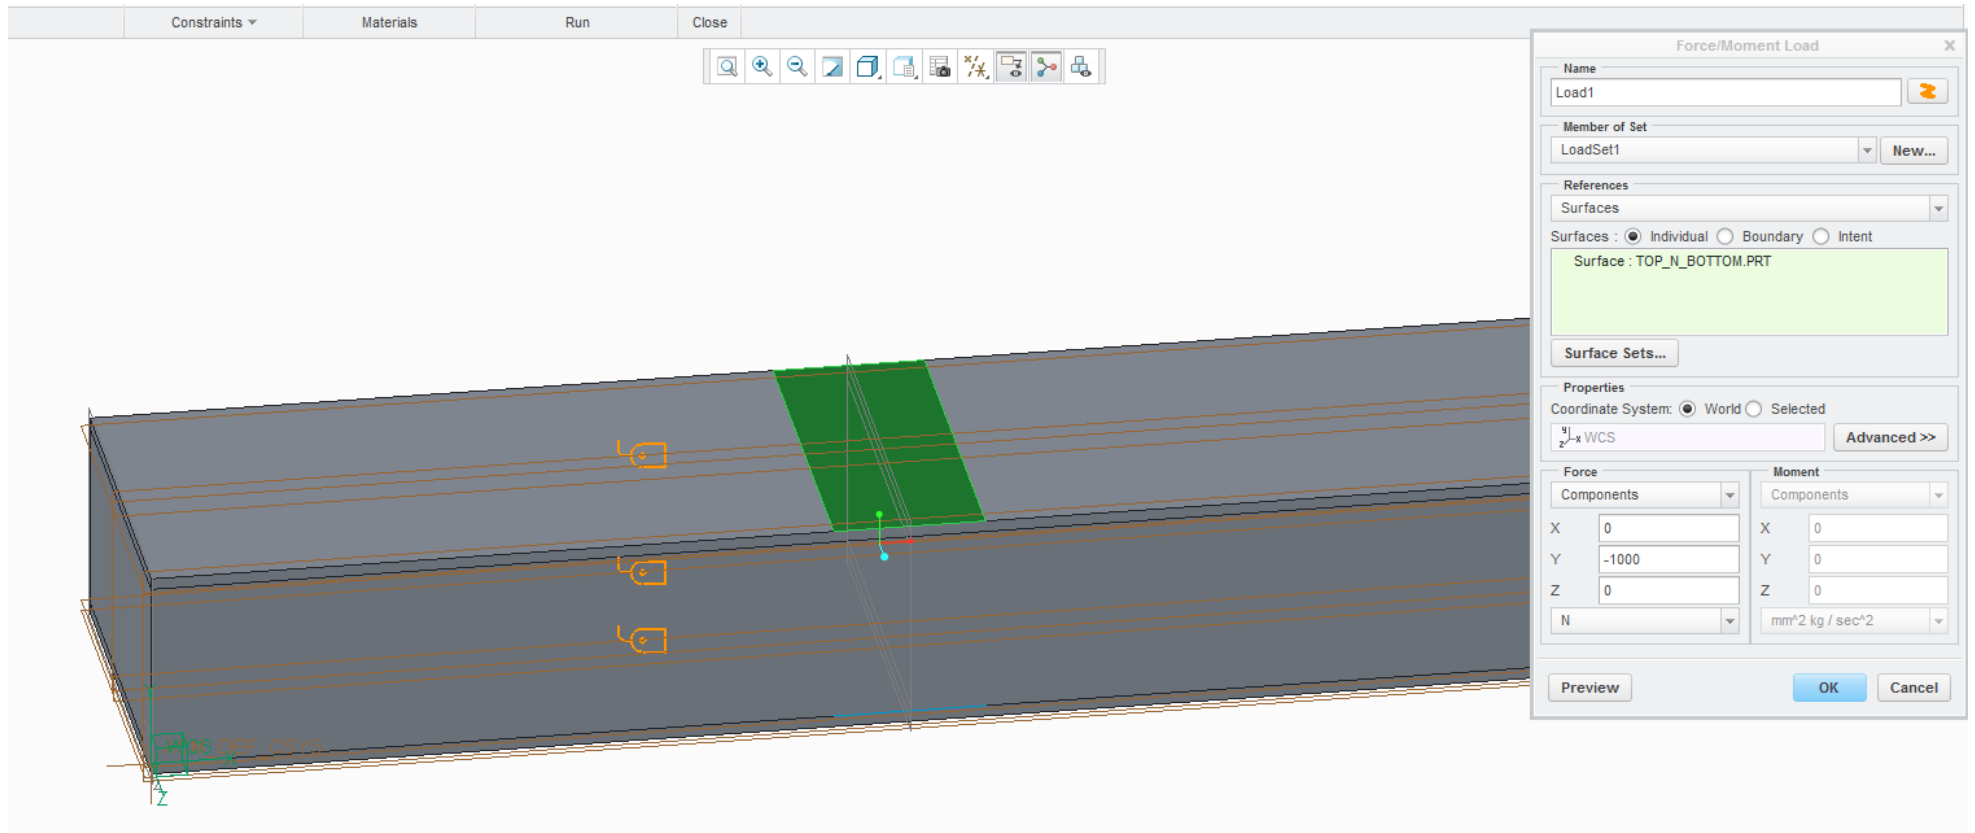 Constraints Materials Run Close
Force/Moment Load
Name
Load1
Member of Set
LoadSet1 New...
References
Surfaces
Surfaces : Individual Boundary Intent
Surface : TOP_N_BOTTOM.PRT
Surface Sets...
Properties
Coordinate System: World Selected
WCS Advanced >>
Force Moment
Components Components
X 0 X 0
Y -1000 Y 0
Z 0 Z 0
N mm^2 kg / sec^2
Preview OK Cancel
Y
WCS
X
Z